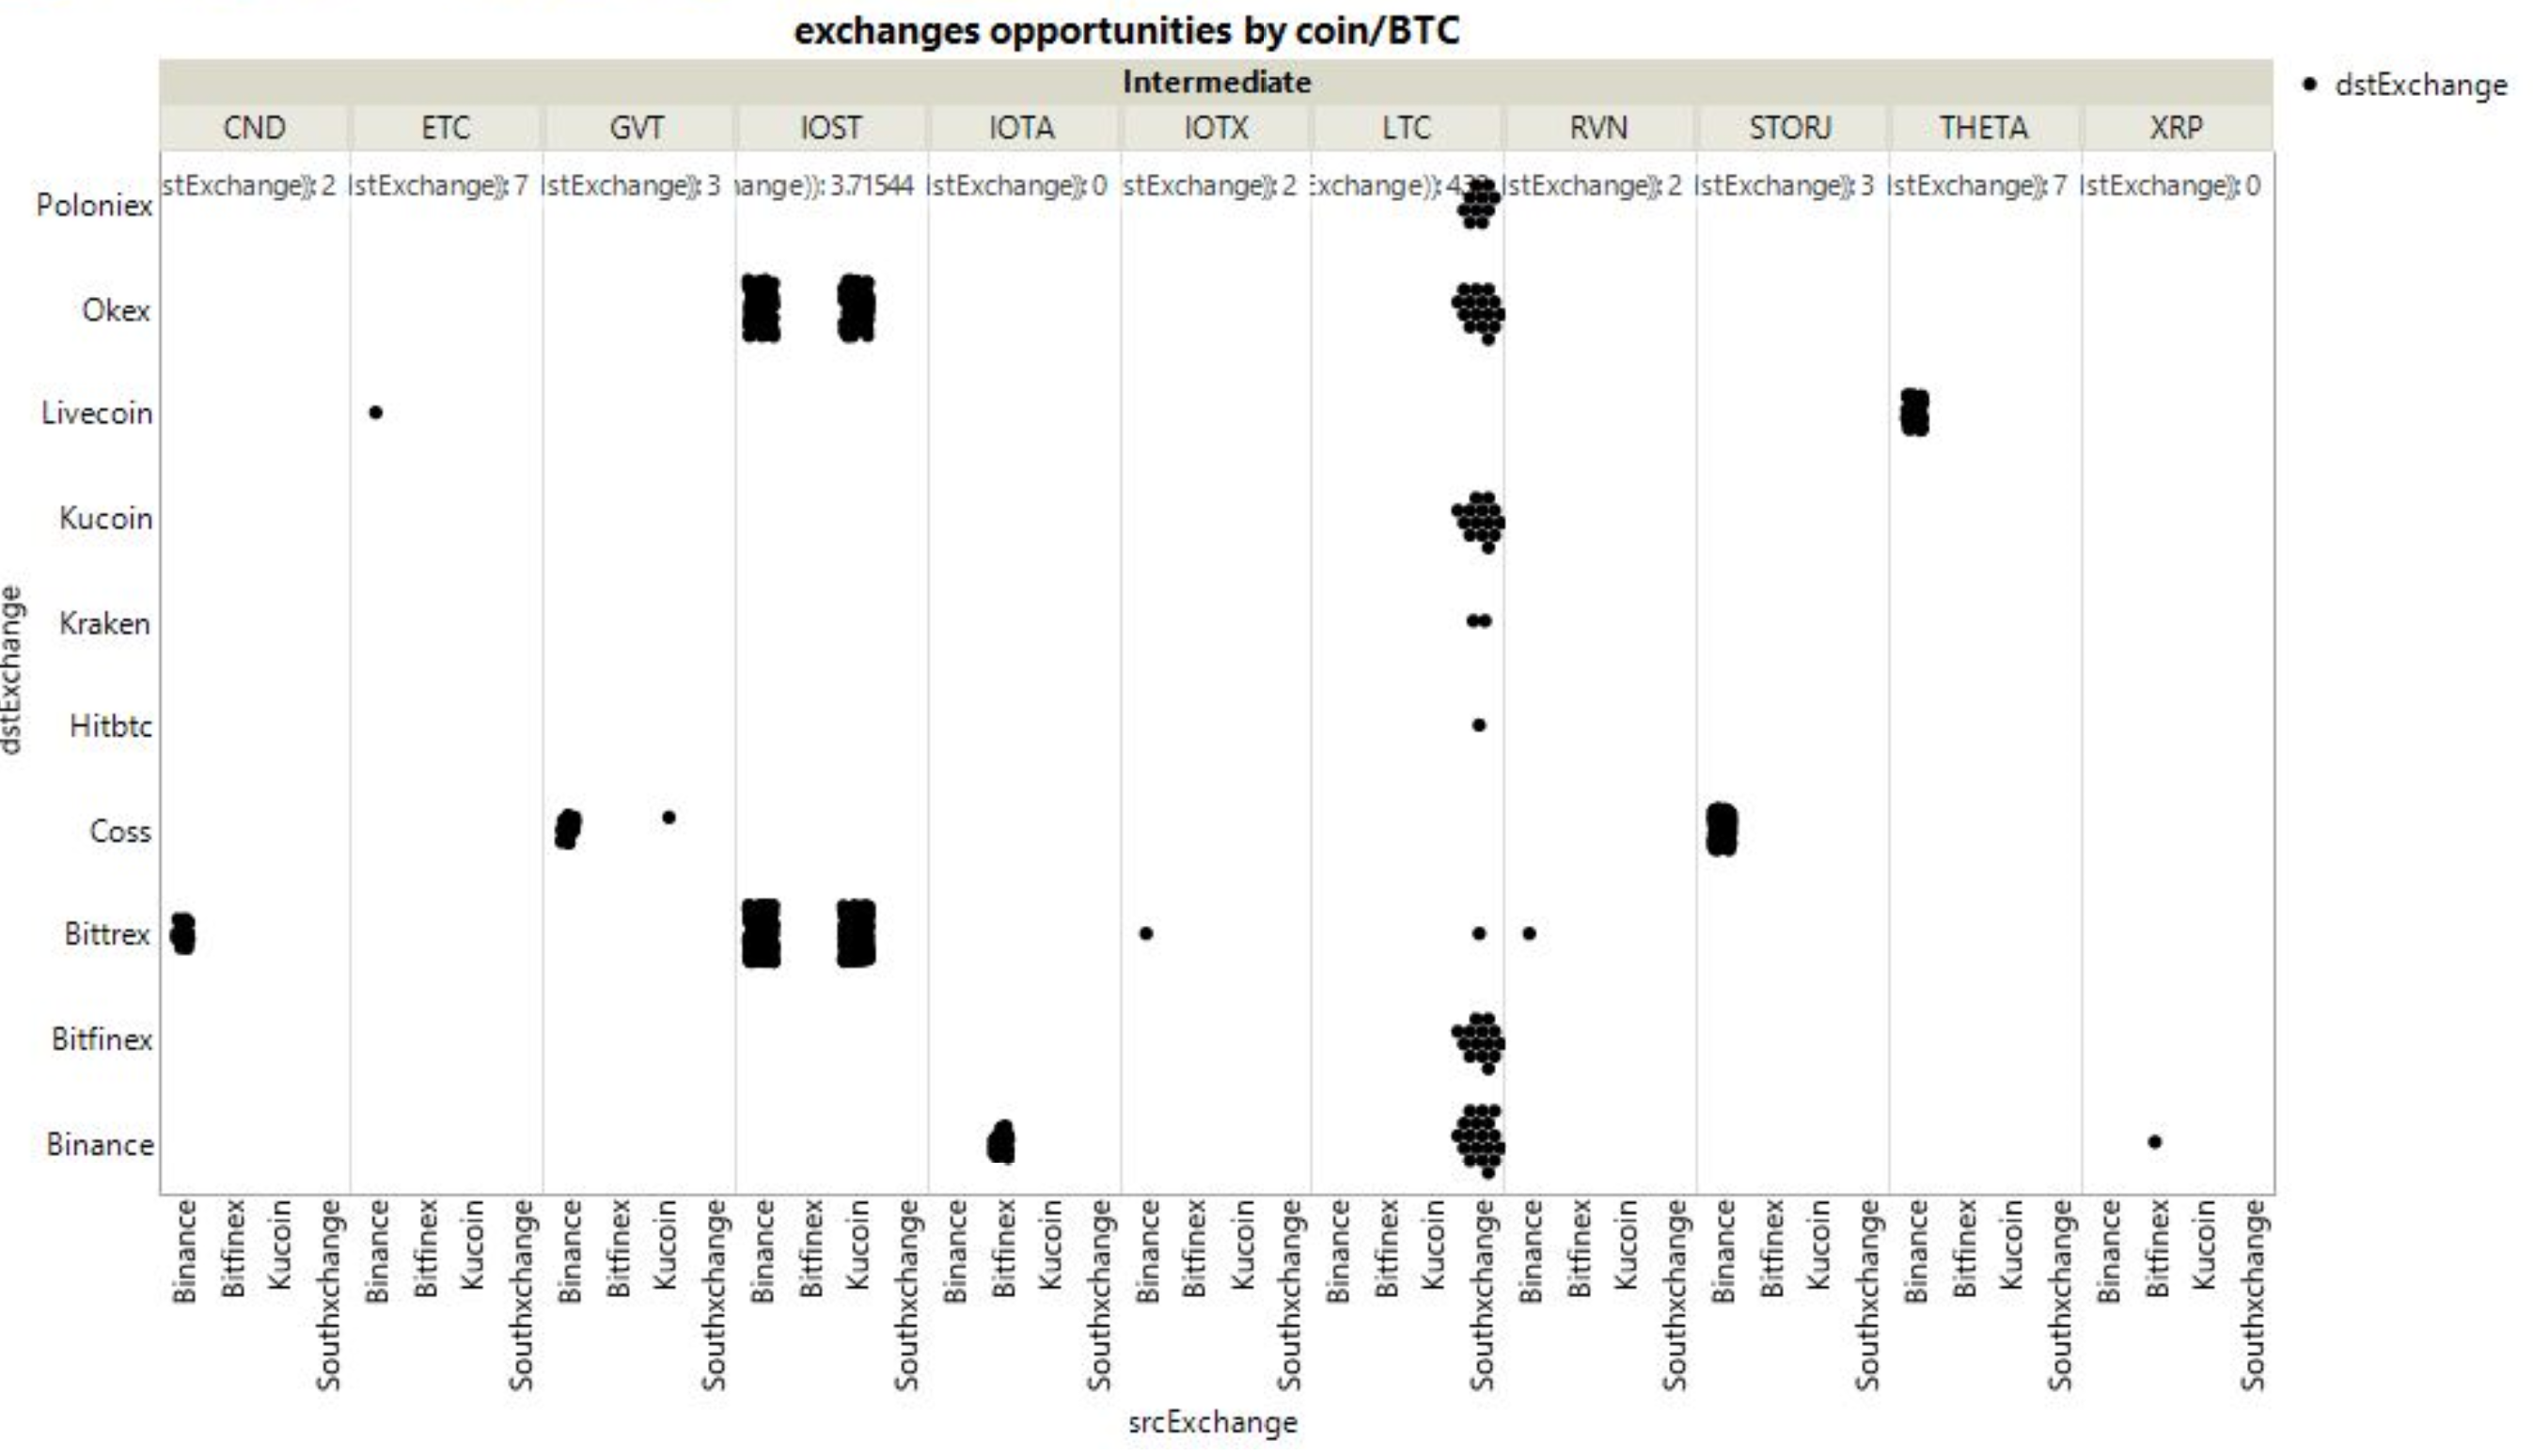 exchanges opportunities by coin/BTC
Intermediate
dstExchange
CND ETC GVT IOST IOTA IOTX LTC RVN STORJ THETA XRP
stExchange)): 2 lstExchange)): 7 lstExchange)): 3 hange)): 3.71544 lstExchange)): 0 stExchange)): 2 Exchange)): lstExchange)): 2 lstExchange)): 3 lstExchange)): 7 lstExchange)): 0
Poloniex
Okex
Livecoin
Kucoin
Kraken
Hitbtc
Coss
Bittrex
Bitfinex
Binance
dstExchange
Binance Bitfinex Kucoin Southxchange Binance Bitfinex Kucoin Southxchange Binance Bitfinex Kucoin Southxchange Binance Bitfinex Kucoin Southxchange Binance Bitfinex Kucoin Southxchange Binance Bitfinex Kucoin Southxchange Binance Bitfinex Kucoin Southxchange Binance Bitfinex Kucoin Southxchange Binance Bitfinex Kucoin Southxchange Binance Bitfinex Kucoin Southxchange Binance Bitfinex Kucoin Southxchange
srcExchange